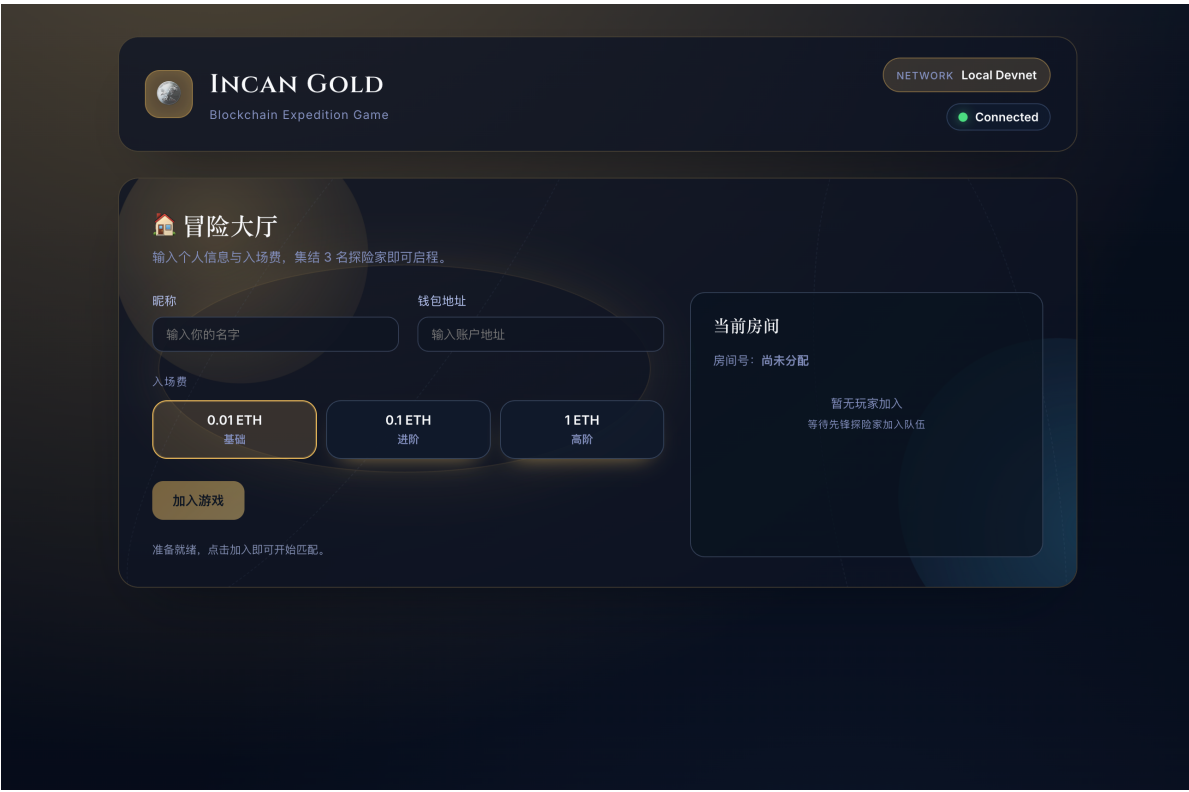 INCAN GOLD
Blockchain Expedition Game
NETWORK Local Devnet
Connected
冒险大厅
输入个人信息与入场费，集结 3 名探险家即可启程。
昵称
钱包地址
输入你的名字
输入账户地址
入场费
0.01 ETH
基础
0.1 ETH
进阶
1 ETH
高阶
加入游戏
准备就绪，点击加入即可开始匹配。
当前房间
房间号：尚未分配
暂无玩家加入
等待先锋探险家加入队伍